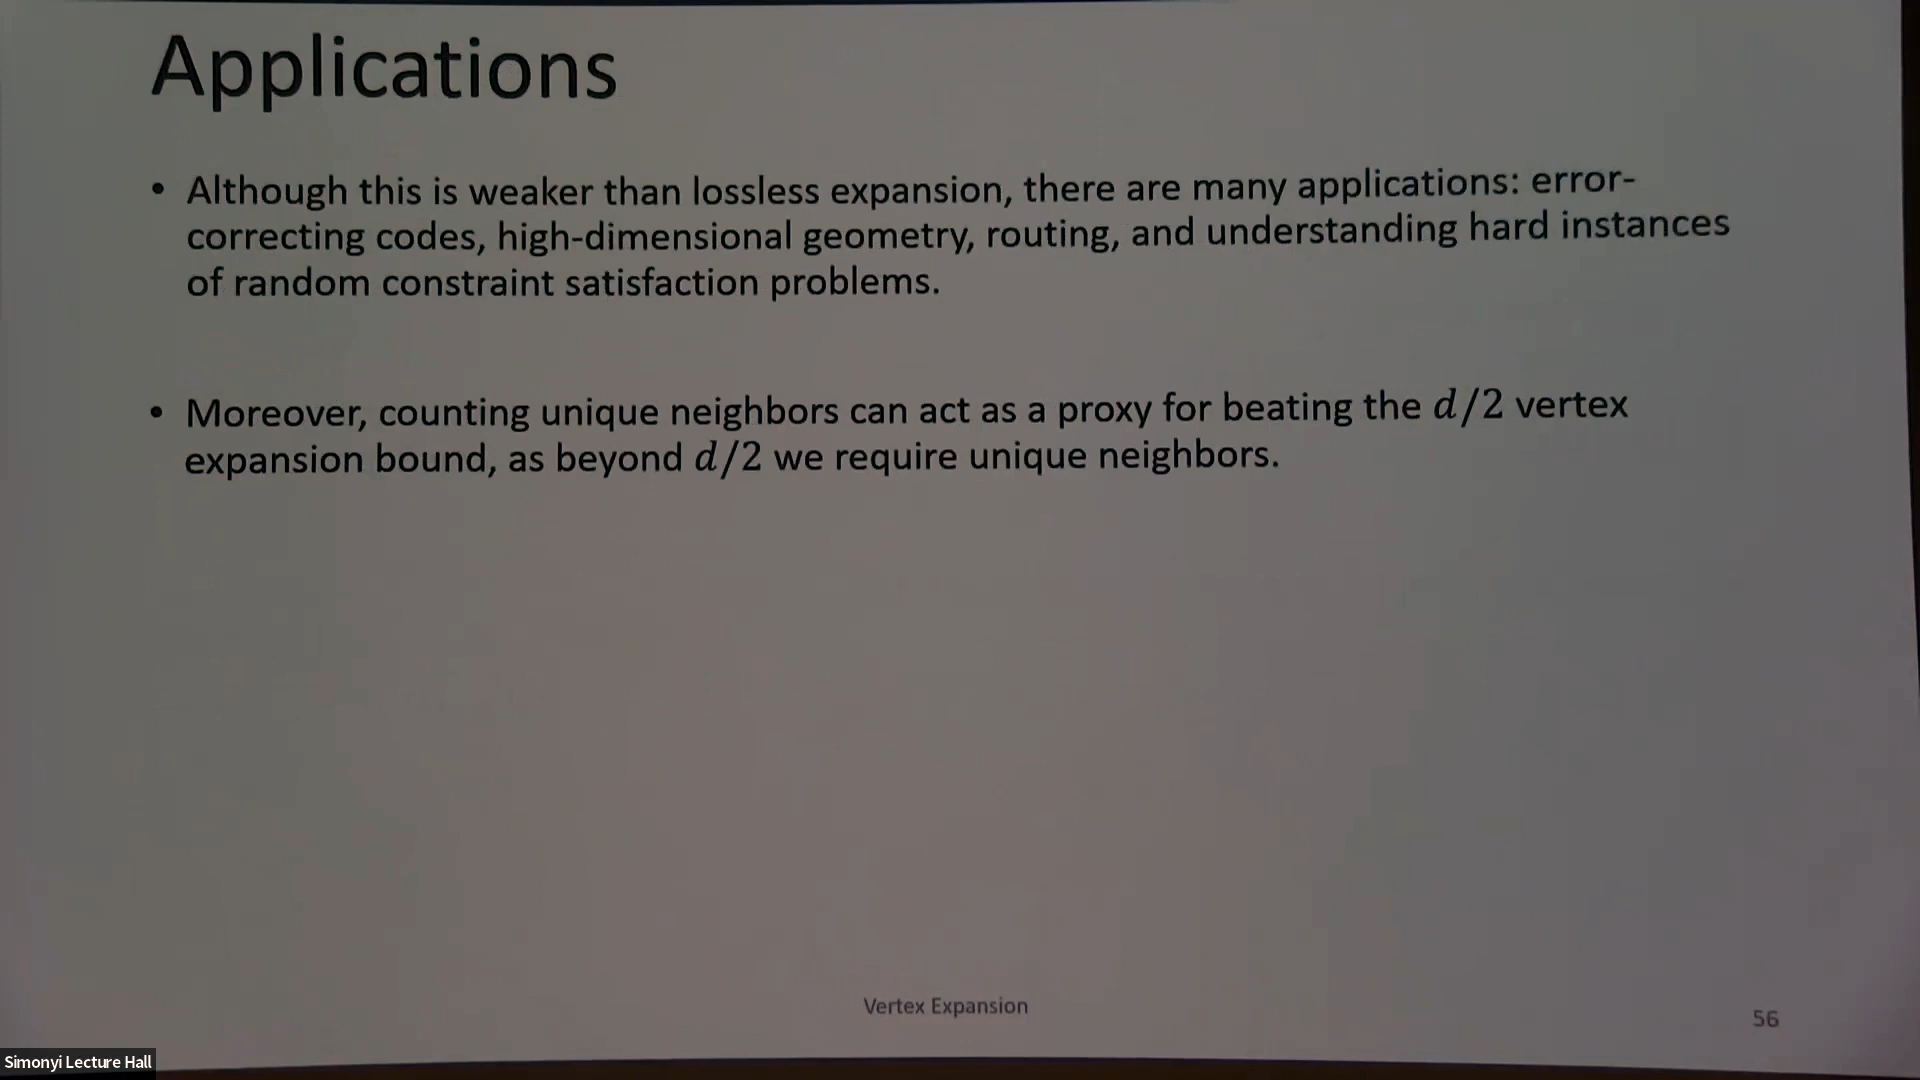 Applications
• Although this is weaker than lossless expansion, there are many applications: error-
correcting codes, high-dimensional geometry, routing, and understanding hard instances
of random constraint satisfaction problems.
• Moreover, counting unique neighbors can act as a proxy for beating the d/2 vertex
expansion bound, as beyond d/2 we require unique neighbors.
Vertex Expansion
56
Simonyi Lecture Hall